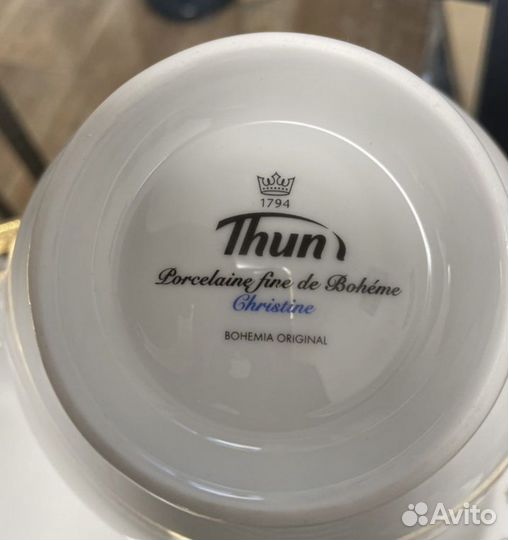 1794
Thun
Porcelaine fine de Bohéme
Christine
BOHEMIA ORIGINAL
Avito